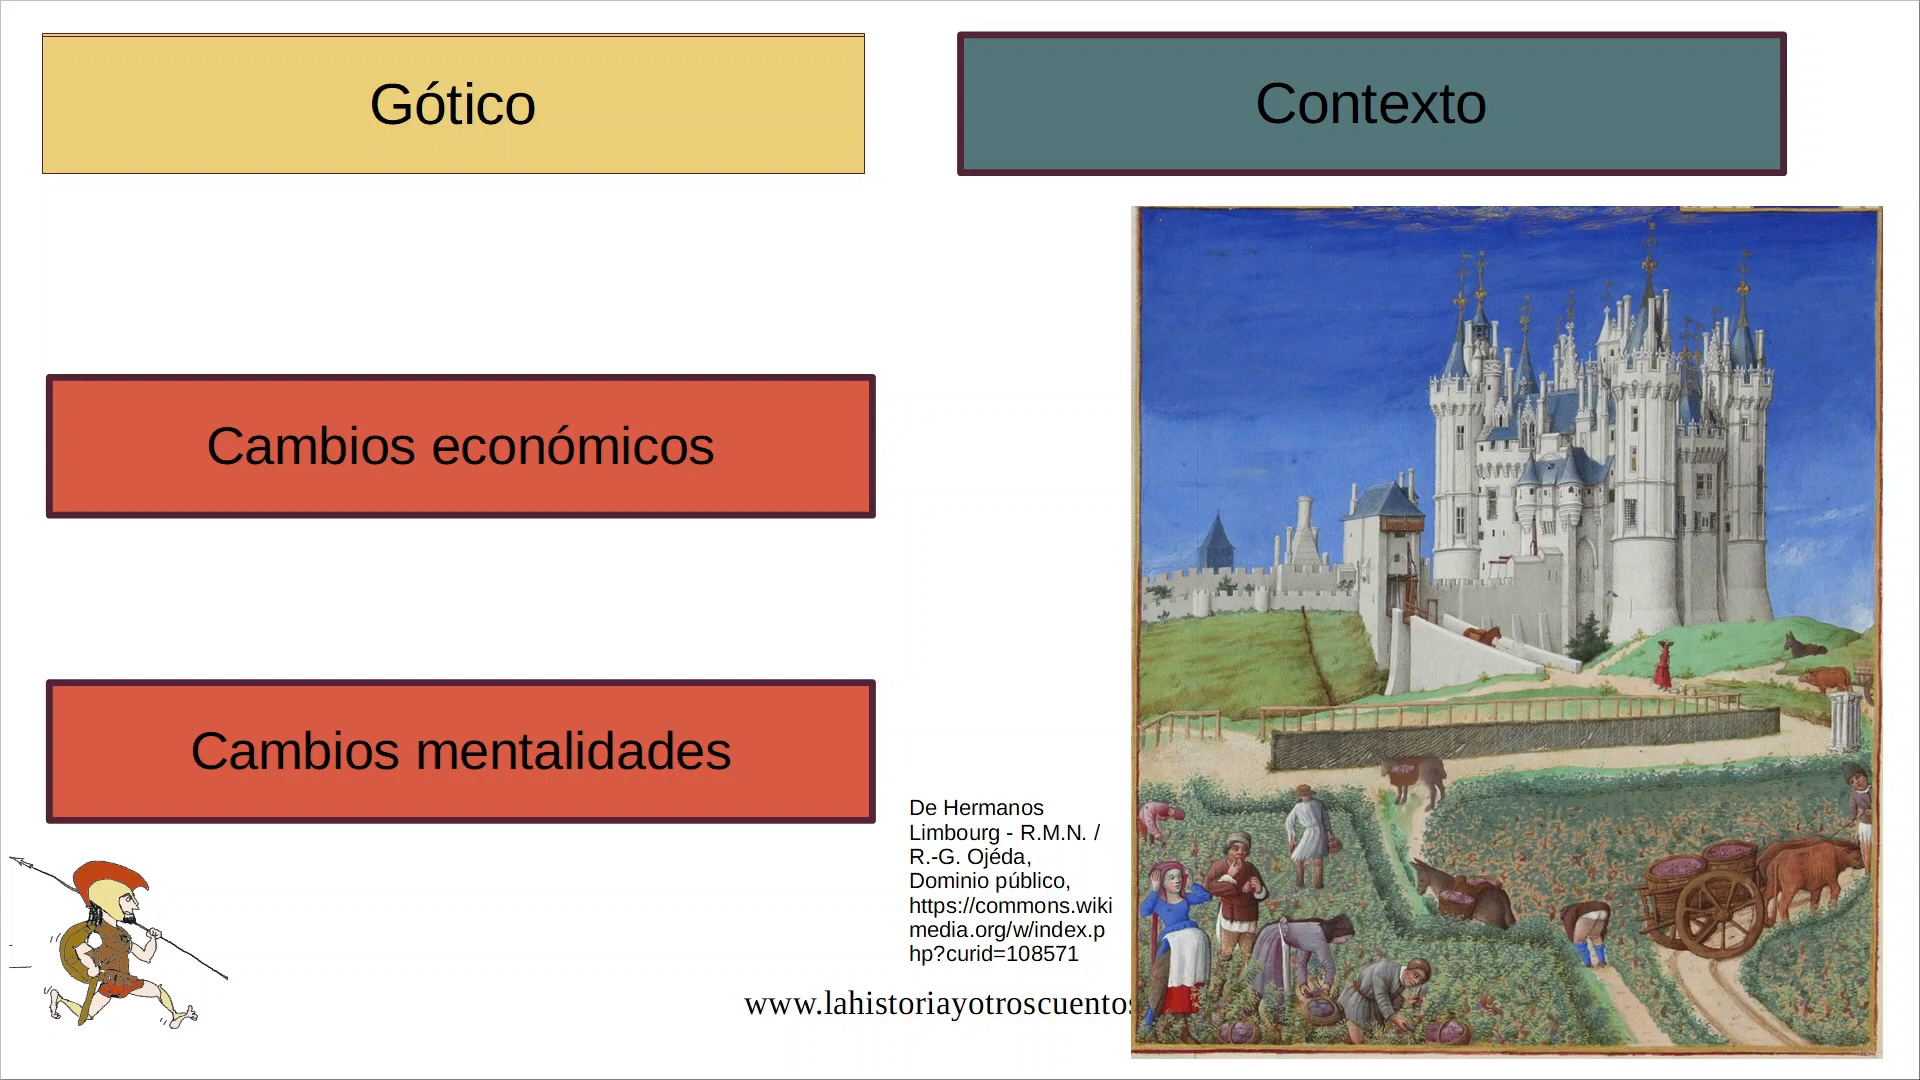 Gótico
Contexto
Cambios económicos
Cambios mentalidades
De Hermanos
Limbourg - R.M.N. /
R.-G. Ojéda,
Dominio público,
https://commons.wiki
media.org/w/index.p
hp?curid=108571
www.lahistoriayotroscuentos